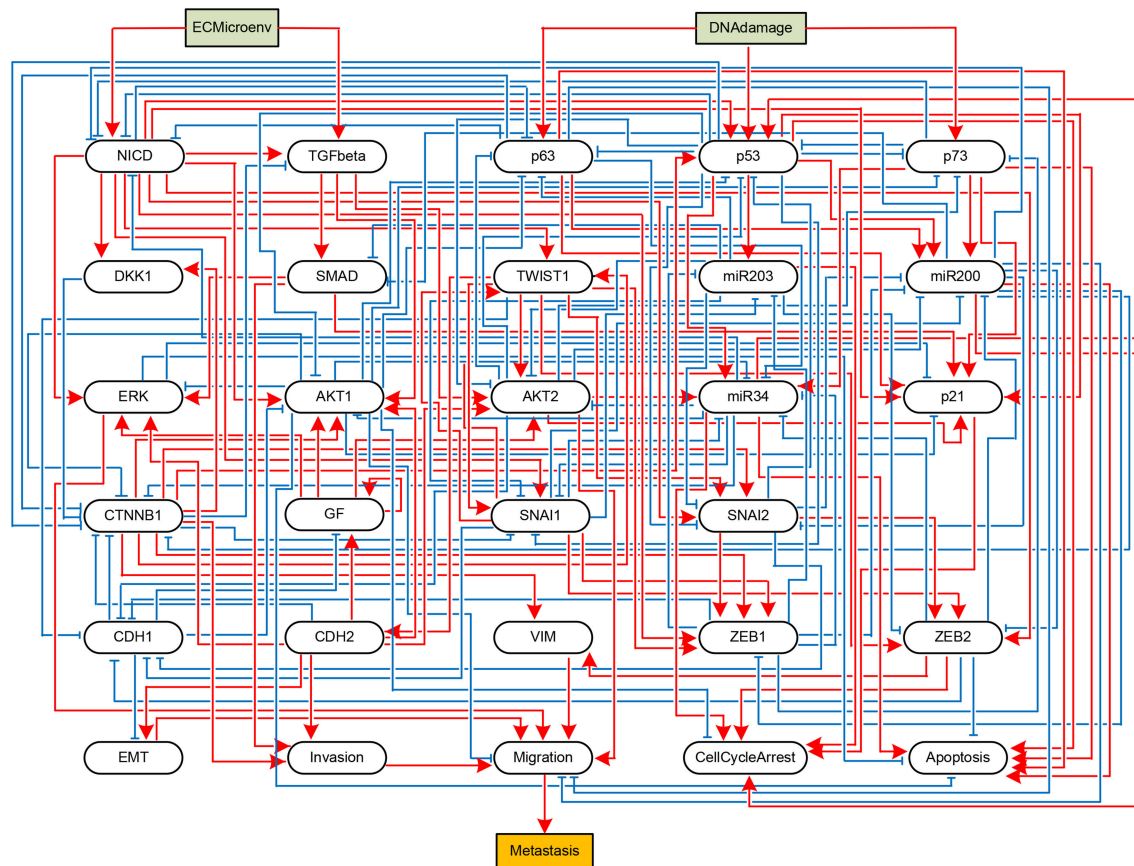 ECMicroenv
DNAdamage
NICD
TGFbeta
p63
p53
p73
DKK1
SMAD
TWIST1
miR203
miR200
ERK
AKT1
AKT2
miR34
p21
CTNNB1
GF
SNAI1
SNAI2
CDH1
CDH2
VIM
ZEB1
ZEB2
EMT
Invasion
Migration
CellCycleArrest
Apoptosis
Metastasis